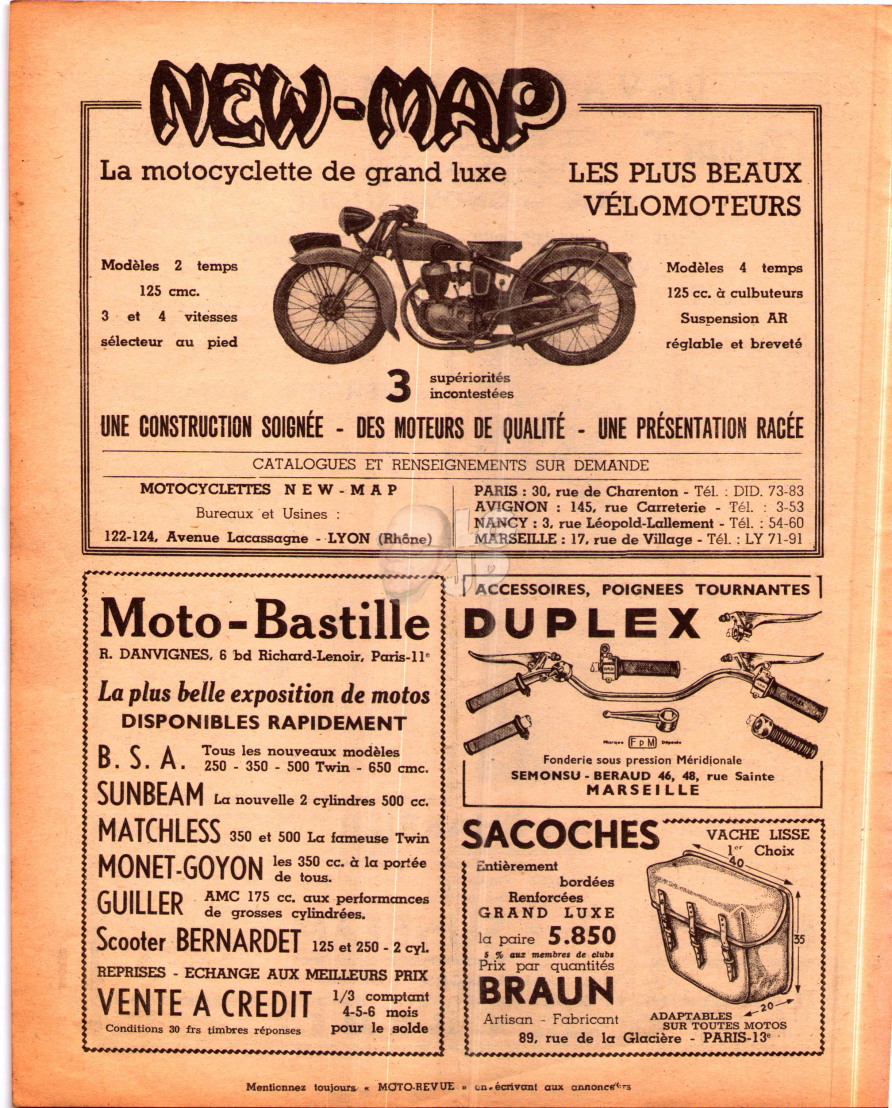 NEW-MAP
La motocyclette de grand luxe
LES PLUS BEAUX
VÉLOMOTEURS
Modèles 2 temps
125 cmc.
3 et 4 vitesses
sélecteur au pied
Modèles 4 temps
125 cc. à culbuteurs
Suspension AR
réglable et breveté
3 supériorités
incontestées
UNE CONSTRUCTION SOIGNÉE - DES MOTEURS DE QUALITÉ - UNE PRÉSENTATION RACÉE
CATALOGUES ET RENSEIGNEMENTS SUR DEMANDE
MOTOCYCLETTES NEW-MAP
Bureaux et Usines :
122-124, Avenue Lacassagne - LYON (Rhône)
PARIS : 30, rue de Charenton - Tél. : DID. 73-83
AVIGNON : 145, rue Carreterie - Tél. : 3-53
NANCY : 3, rue Léopold-Lallement - Tél. : 54-60
MARSEILLE : 17, rue de Village - Tél. : LY 71-91
Moto-Bastille
R. DANVIGNES, 6 bd Richard-Lenoir, Paris-11e
La plus belle exposition de motos
DISPONIBLES RAPIDEMENT
B. S. A. Tous les nouveaux modèles
250 - 350 - 500 Twin - 650 cmc.
SUNBEAM La nouvelle 2 cylindres 500 cc.
MATCHLESS 350 et 500 La fameuse Twin
MONET-GOYON les 350 cc. à la portée
de tous.
GUILLER AMC 175 cc. aux performances
de grosses cylindrées.
Scooter BERNARDET 125 et 250 - 2 cyl.
REPRISES - ECHANGE AUX MEILLEURS PRIX
VENTE A CREDIT 1/3 comptant
4-5-6 mois
Conditions 30 frs timbres réponses pour le solde
ACCESSOIRES, POIGNEES TOURNANTES
DUPLEX
Marque FDM Déposée
Fonderie sous pression Méridionale
SEMONSU - BERAUD 46, 48, rue Sainte
MARSEILLE
SACOCHES
VACHE LISSE
1er Choix
40
35
20
Entièrement
bordées
Renforcées
GRAND LUXE
la paire 5.850
5 % aux membres de clubs
Prix par quantités
BRAUN
Artisan - Fabricant
ADAPTABLES
SUR TOUTES MOTOS
89, rue de la Glacière - PARIS-13e
Mentionnez toujours « MOTO-REVUE » en écrivant aux annonceurs